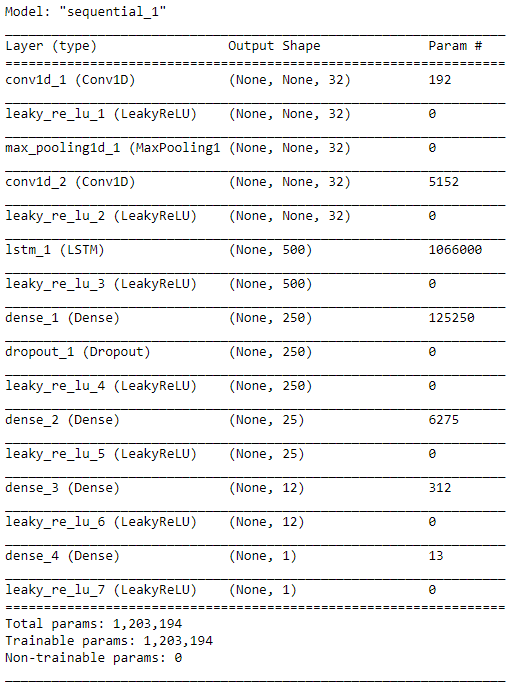 Model: "sequential_1"
Layer (type) Output Shape Param #
conv1d_1 (Conv1D) (None, None, 32) 192
leaky_re_lu_1 (LeakyReLU) (None, None, 32) 0
max_pooling1d_1 (MaxPooling1 (None, None, 32) 0
conv1d_2 (Conv1D) (None, None, 32) 5152
leaky_re_lu_2 (LeakyReLU) (None, None, 32) 0
lstm_1 (LSTM) (None, 500) 1066000
leaky_re_lu_3 (LeakyReLU) (None, 500) 0
dense_1 (Dense) (None, 250) 125250
dropout_1 (Dropout) (None, 250) 0
leaky_re_lu_4 (LeakyReLU) (None, 250) 0
dense_2 (Dense) (None, 25) 6275
leaky_re_lu_5 (LeakyReLU) (None, 25) 0
dense_3 (Dense) (None, 12) 312
leaky_re_lu_6 (LeakyReLU) (None, 12) 0
dense_4 (Dense) (None, 1) 13
leaky_re_lu_7 (LeakyReLU) (None, 1) 0
Total params: 1,203,194
Trainable params: 1,203,194
Non-trainable params: 0